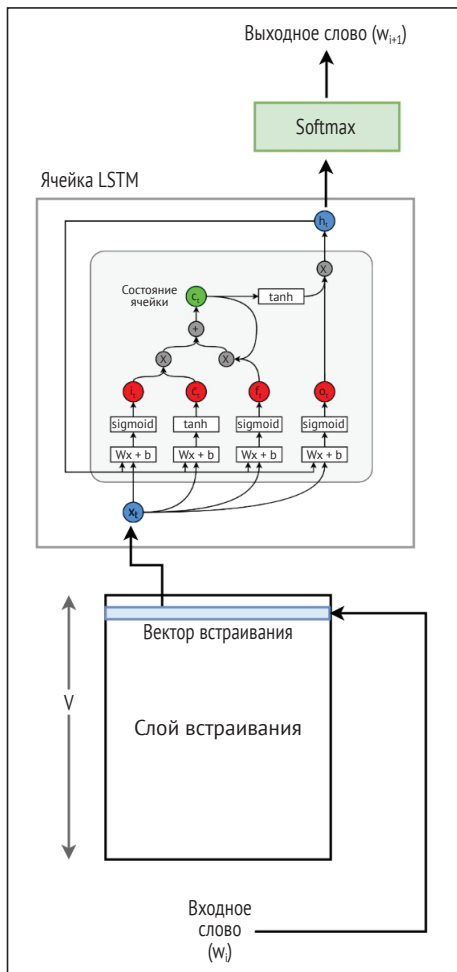 Выходное слово (wᵢ₊₁)
Softmax
Ячейка LSTM
hₜ
X
Состояние
ячейки
cₜ
tanh
+
X
X
iₜ
c̃ₜ
fₜ
oₜ
sigmoid
tanh
sigmoid
sigmoid
Wx + b
Wx + b
Wx + b
Wx + b
xₜ
Вектор встраивания
V
Слой встраивания
Входное
слово
(wᵢ)